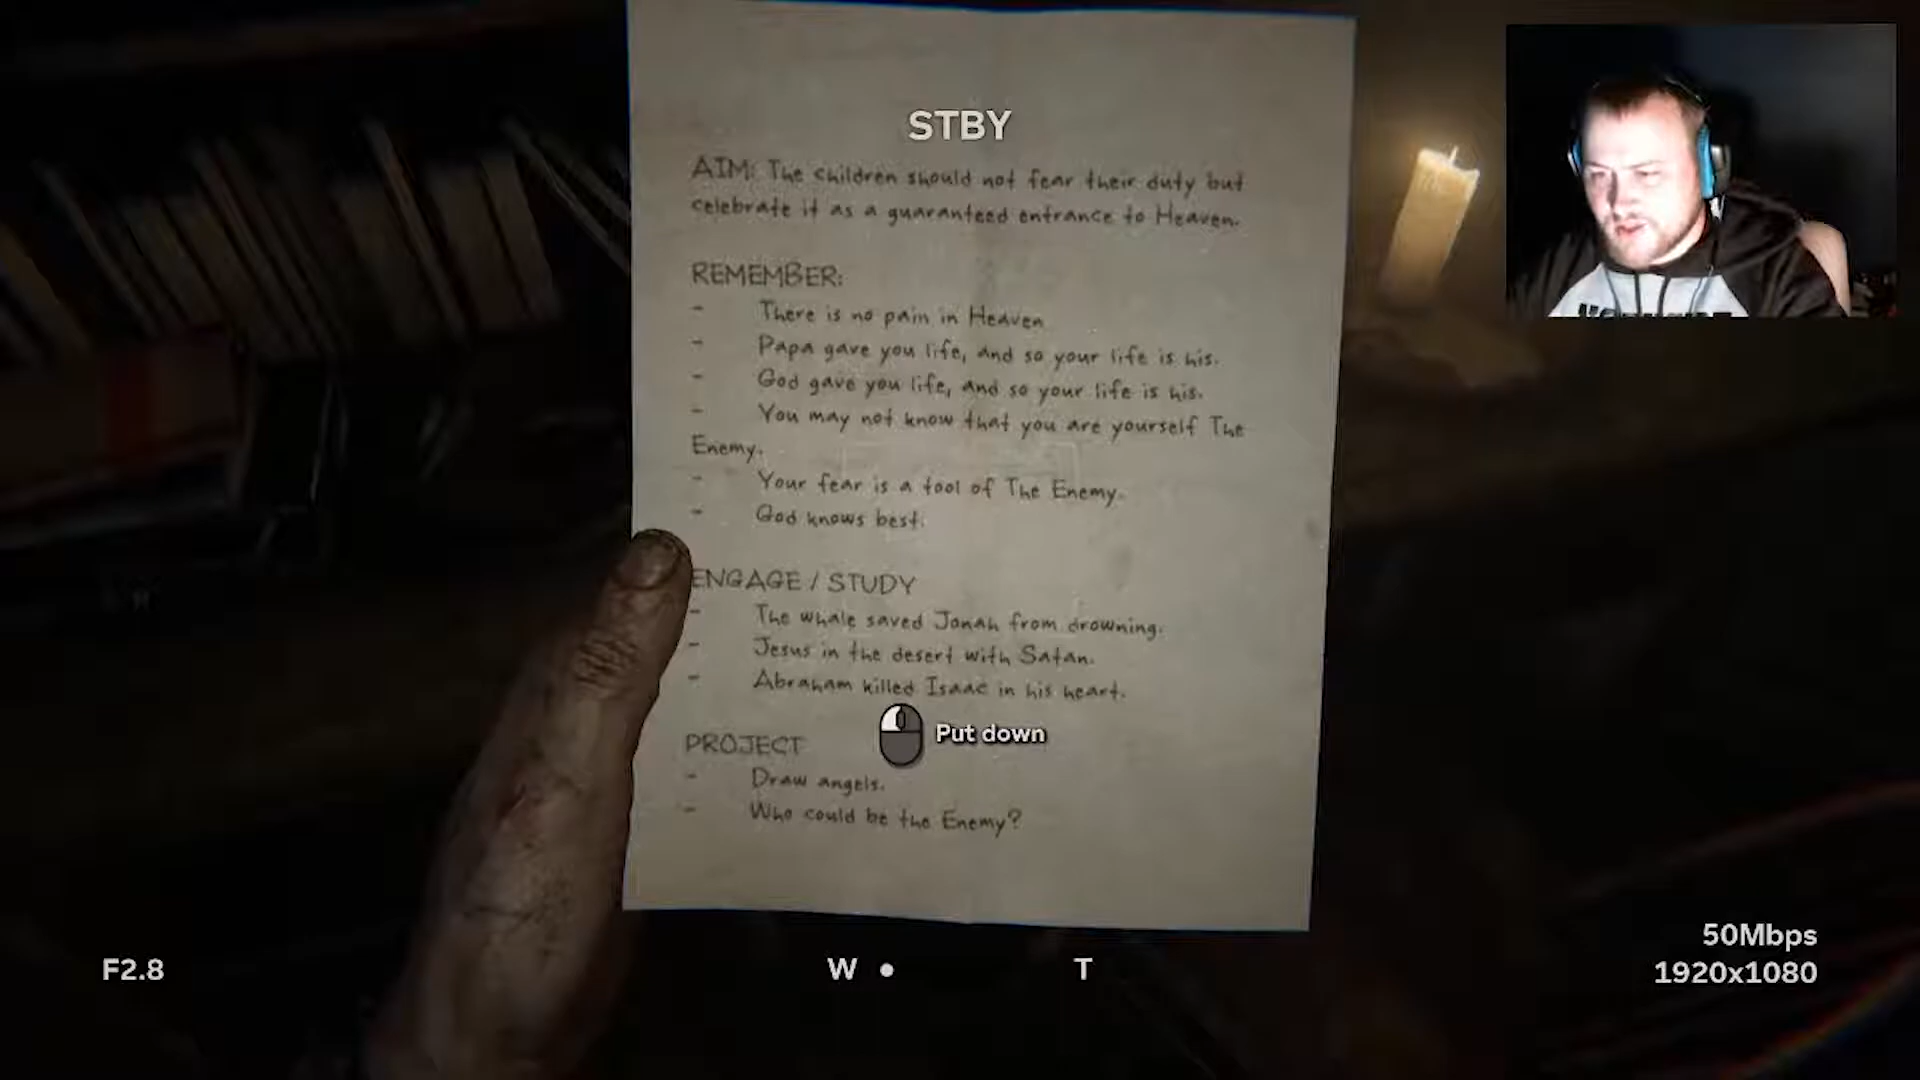 STBY
AIM: The children should not fear their duty but
celebrate it as a guaranteed entrance to Heaven.
REMEMBER:
- There is no pain in Heaven
- Papa gave you life, and so your life is his.
- God gave you life, and so your life is his.
- You may not know that you are yourself The
Enemy.
- Your fear is a tool of The Enemy.
- God knows best.
ENGAGE / STUDY
- The whale saved Jonah from drowning.
- Jesus in the desert with Satan.
- Abraham killed Isaac in his heart.
Put down
PROJECT
- Draw angels.
- Who could be the Enemy?
F2.8
W T
50Mbps
1920x1080